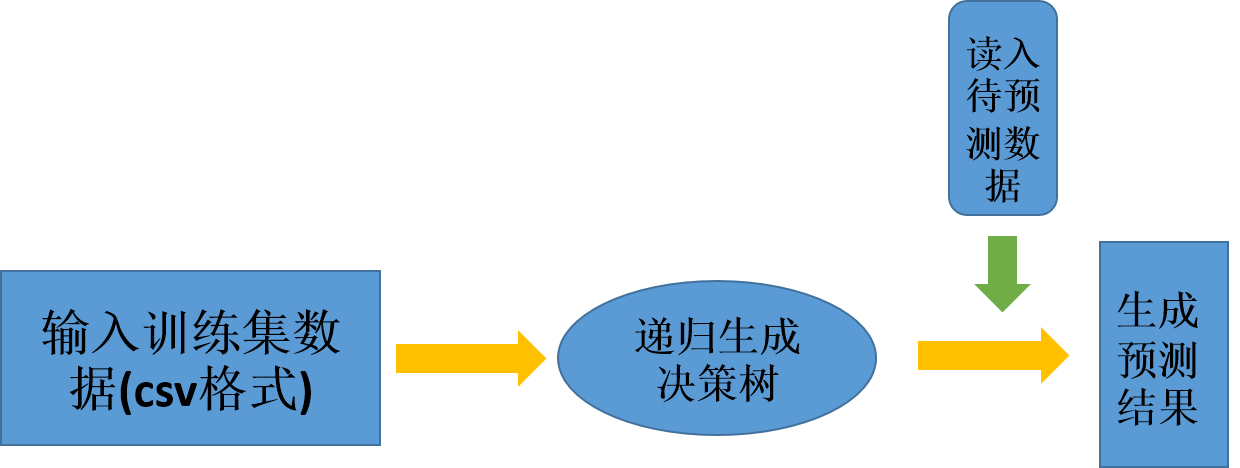 读入
待预
测数
据
输入训练集数
据(csv格式)
递归生成
决策树
生成
预测
结果